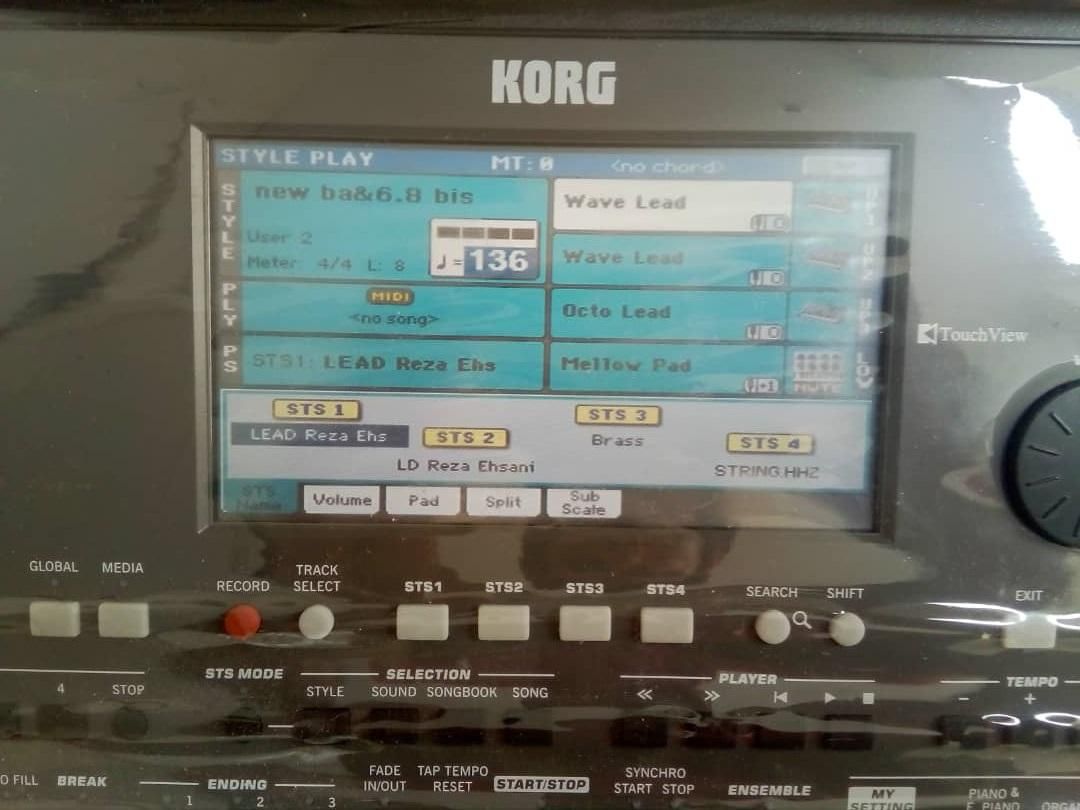 KORG
STYLE PLAY MT: 0 <no chord>
STYLE
new ba&6.8 bis
User 2
Meter: 4/4 L: 8
♩= 136
Wave Lead
UP1
Wave Lead
UP2
PLY
MIDI
<no song>
Octo Lead
UP3
PS
STS1: LEAD Reza Ehs
Mellow Pad
MUTE
LOW
TouchView
STS 1
LEAD Reza Ehs
STS 2
LD Reza Ehsani
STS 3
Brass
STS 4
STRING.HHZ
STS Name
Volume
Pad
Split
Sub Scale
GLOBAL MEDIA
RECORD
TRACK SELECT
STS1 STS2 STS3 STS4
SEARCH SHIFT
EXIT
STS MODE
SELECTION
PLAYER
TEMPO
4 STOP
STYLE SOUND SONGBOOK SONG
- +
FILL BREAK
ENDING
1 2 3
FADE IN/OUT
TAP TEMPO RESET
START/STOP
SYNCHRO
START STOP
ENSEMBLE
MY SETTING
PIANO &
E. PIANO